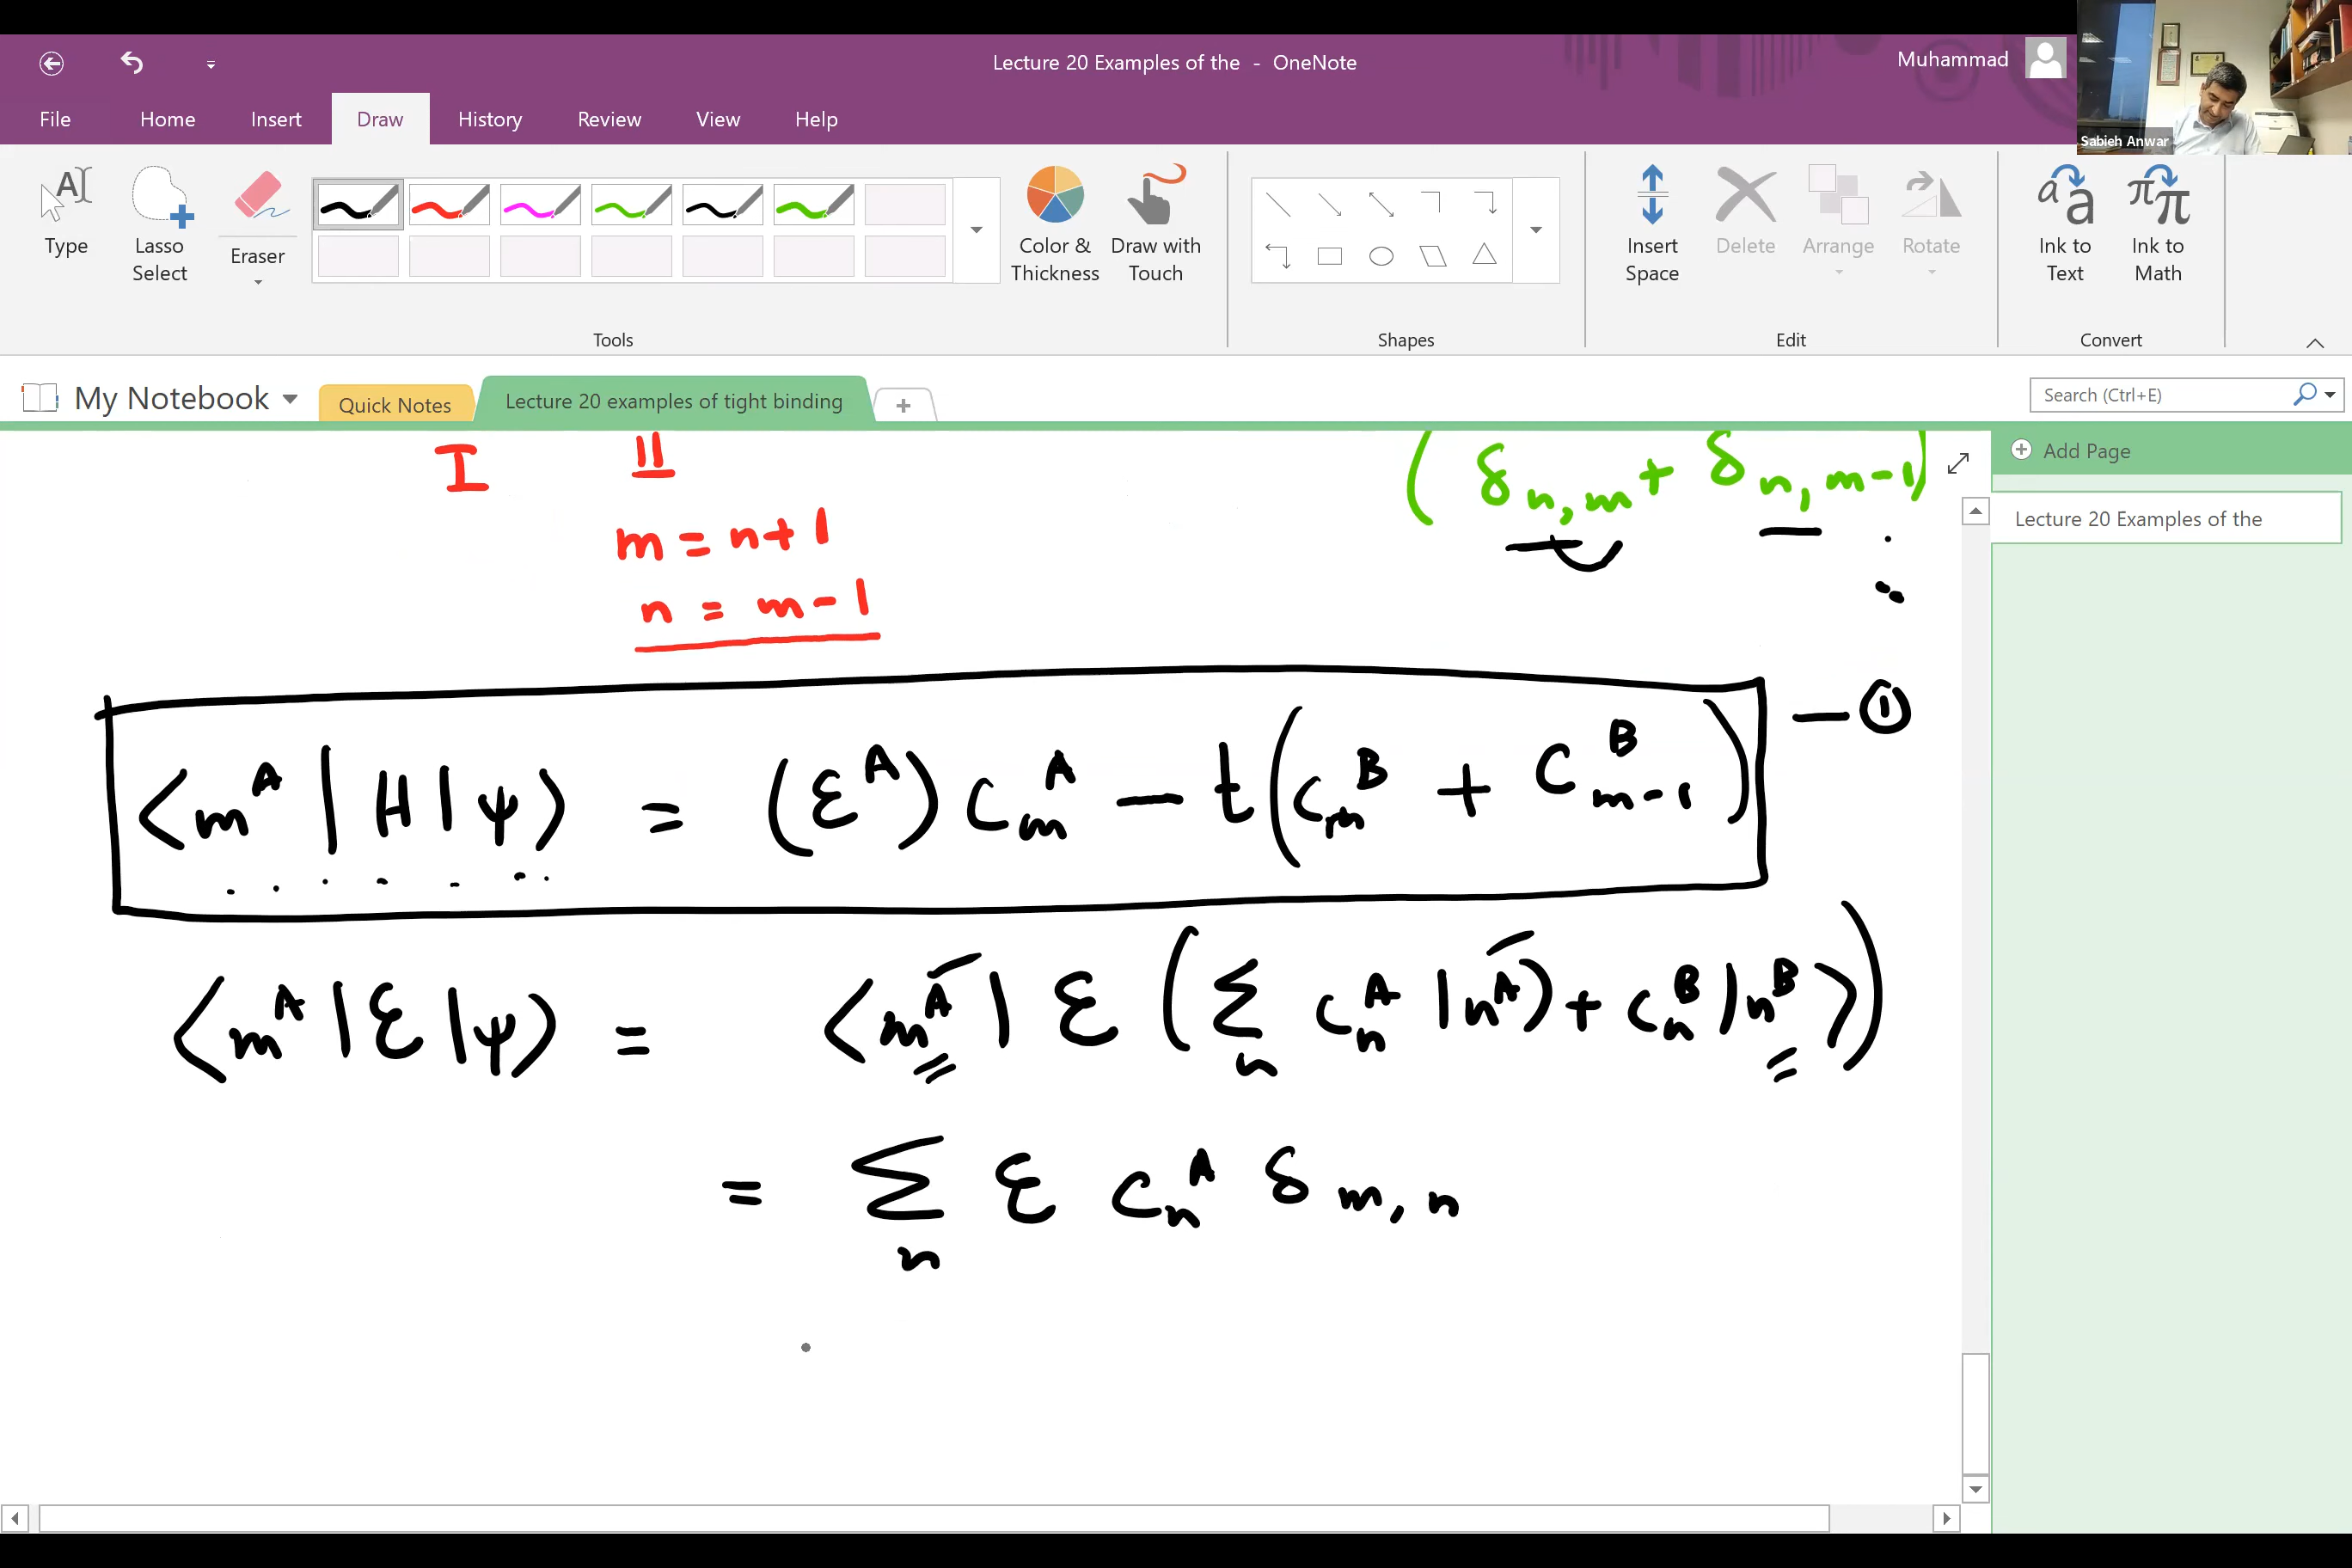 Lecture 20 Examples of the - OneNote
Muhammad
Sabieh Anwar
File Home Insert Draw History Review View Help
Type
Lasso Select
Eraser
Color & Thickness
Draw with Touch
Insert Space
Delete
Arrange
Rotate
Ink to Text
Ink to Math
Tools Shapes Edit Convert
My Notebook
Quick Notes
Lecture 20 examples of tight binding
+
Search (Ctrl+E)
Add Page
Lecture 20 Examples of the
I II (δ_{n,m} + δ_{n,m-1})
m = n+1
n = m-1
⟨m^A | H | ψ⟩ = (ε^A) c_m^A - t(c_m^B + c_{m-1}^B) — ①
⟨m^A | ε | ψ⟩ = ⟨m^A | ε (Σ_n c_n^A | n^A⟩ + c_n^B | n^B⟩)
= Σ_n ε c_n^A δ_{m,n}